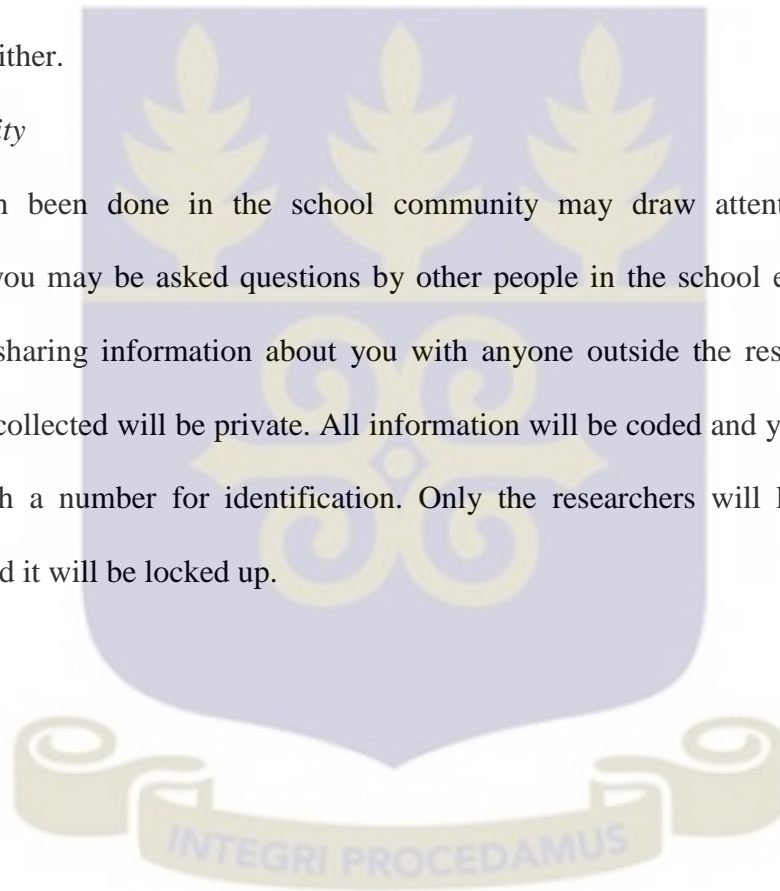 ither.
ity
n been done in the school community may draw attent
you may be asked questions by other people in the school e
sharing information about you with anyone outside the res
collected will be private. All information will be coded and y
h a number for identification. Only the researchers will l
d it will be locked up.
INTEGRI PROCEDAMUS